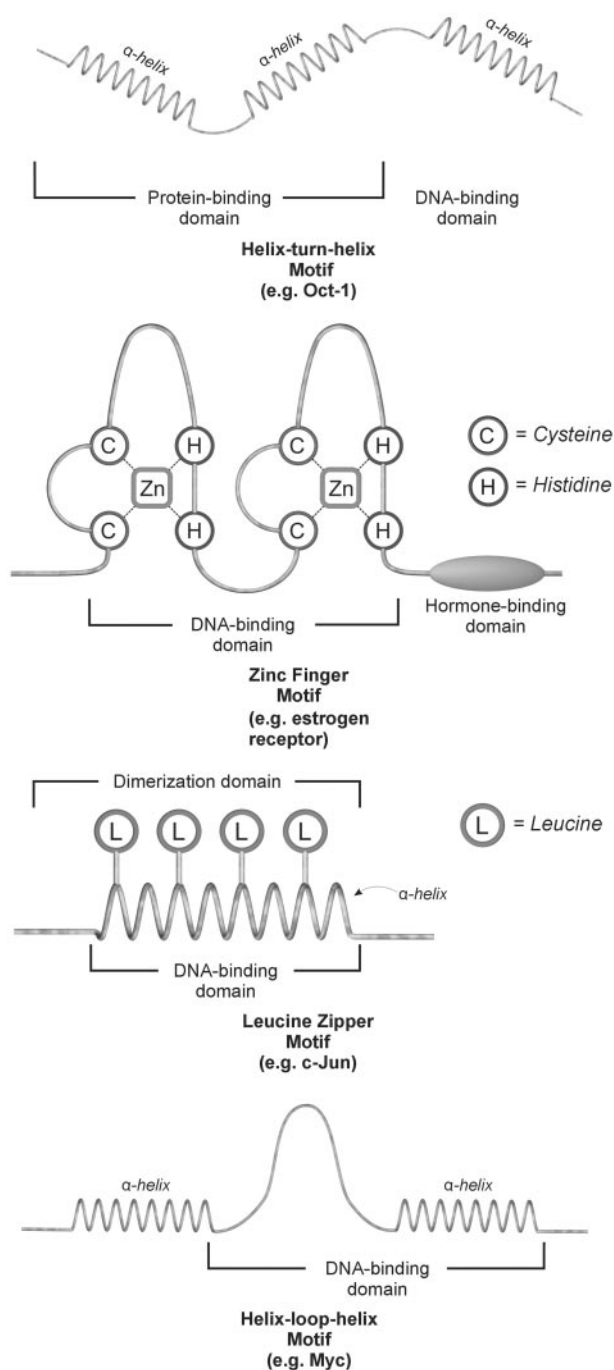 α-helix
α-helix
α-helix
Protein-binding
domain
DNA-binding
domain
Helix-turn-helix
Motif
(e.g. Oct-1)
C
H
C
H
C = Cysteine
Zn
Zn
H = Histidine
C
H
C
H
Hormone-binding
domain
DNA-binding
domain
Zinc Finger
Motif
(e.g. estrogen
receptor)
Dimerization domain
L
L
L
L
L = Leucine
α-helix
DNA-binding
domain
Leucine Zipper
Motif
(e.g. c-Jun)
α-helix
α-helix
DNA-binding
domain
Helix-loop-helix
Motif
(e.g. Myc)